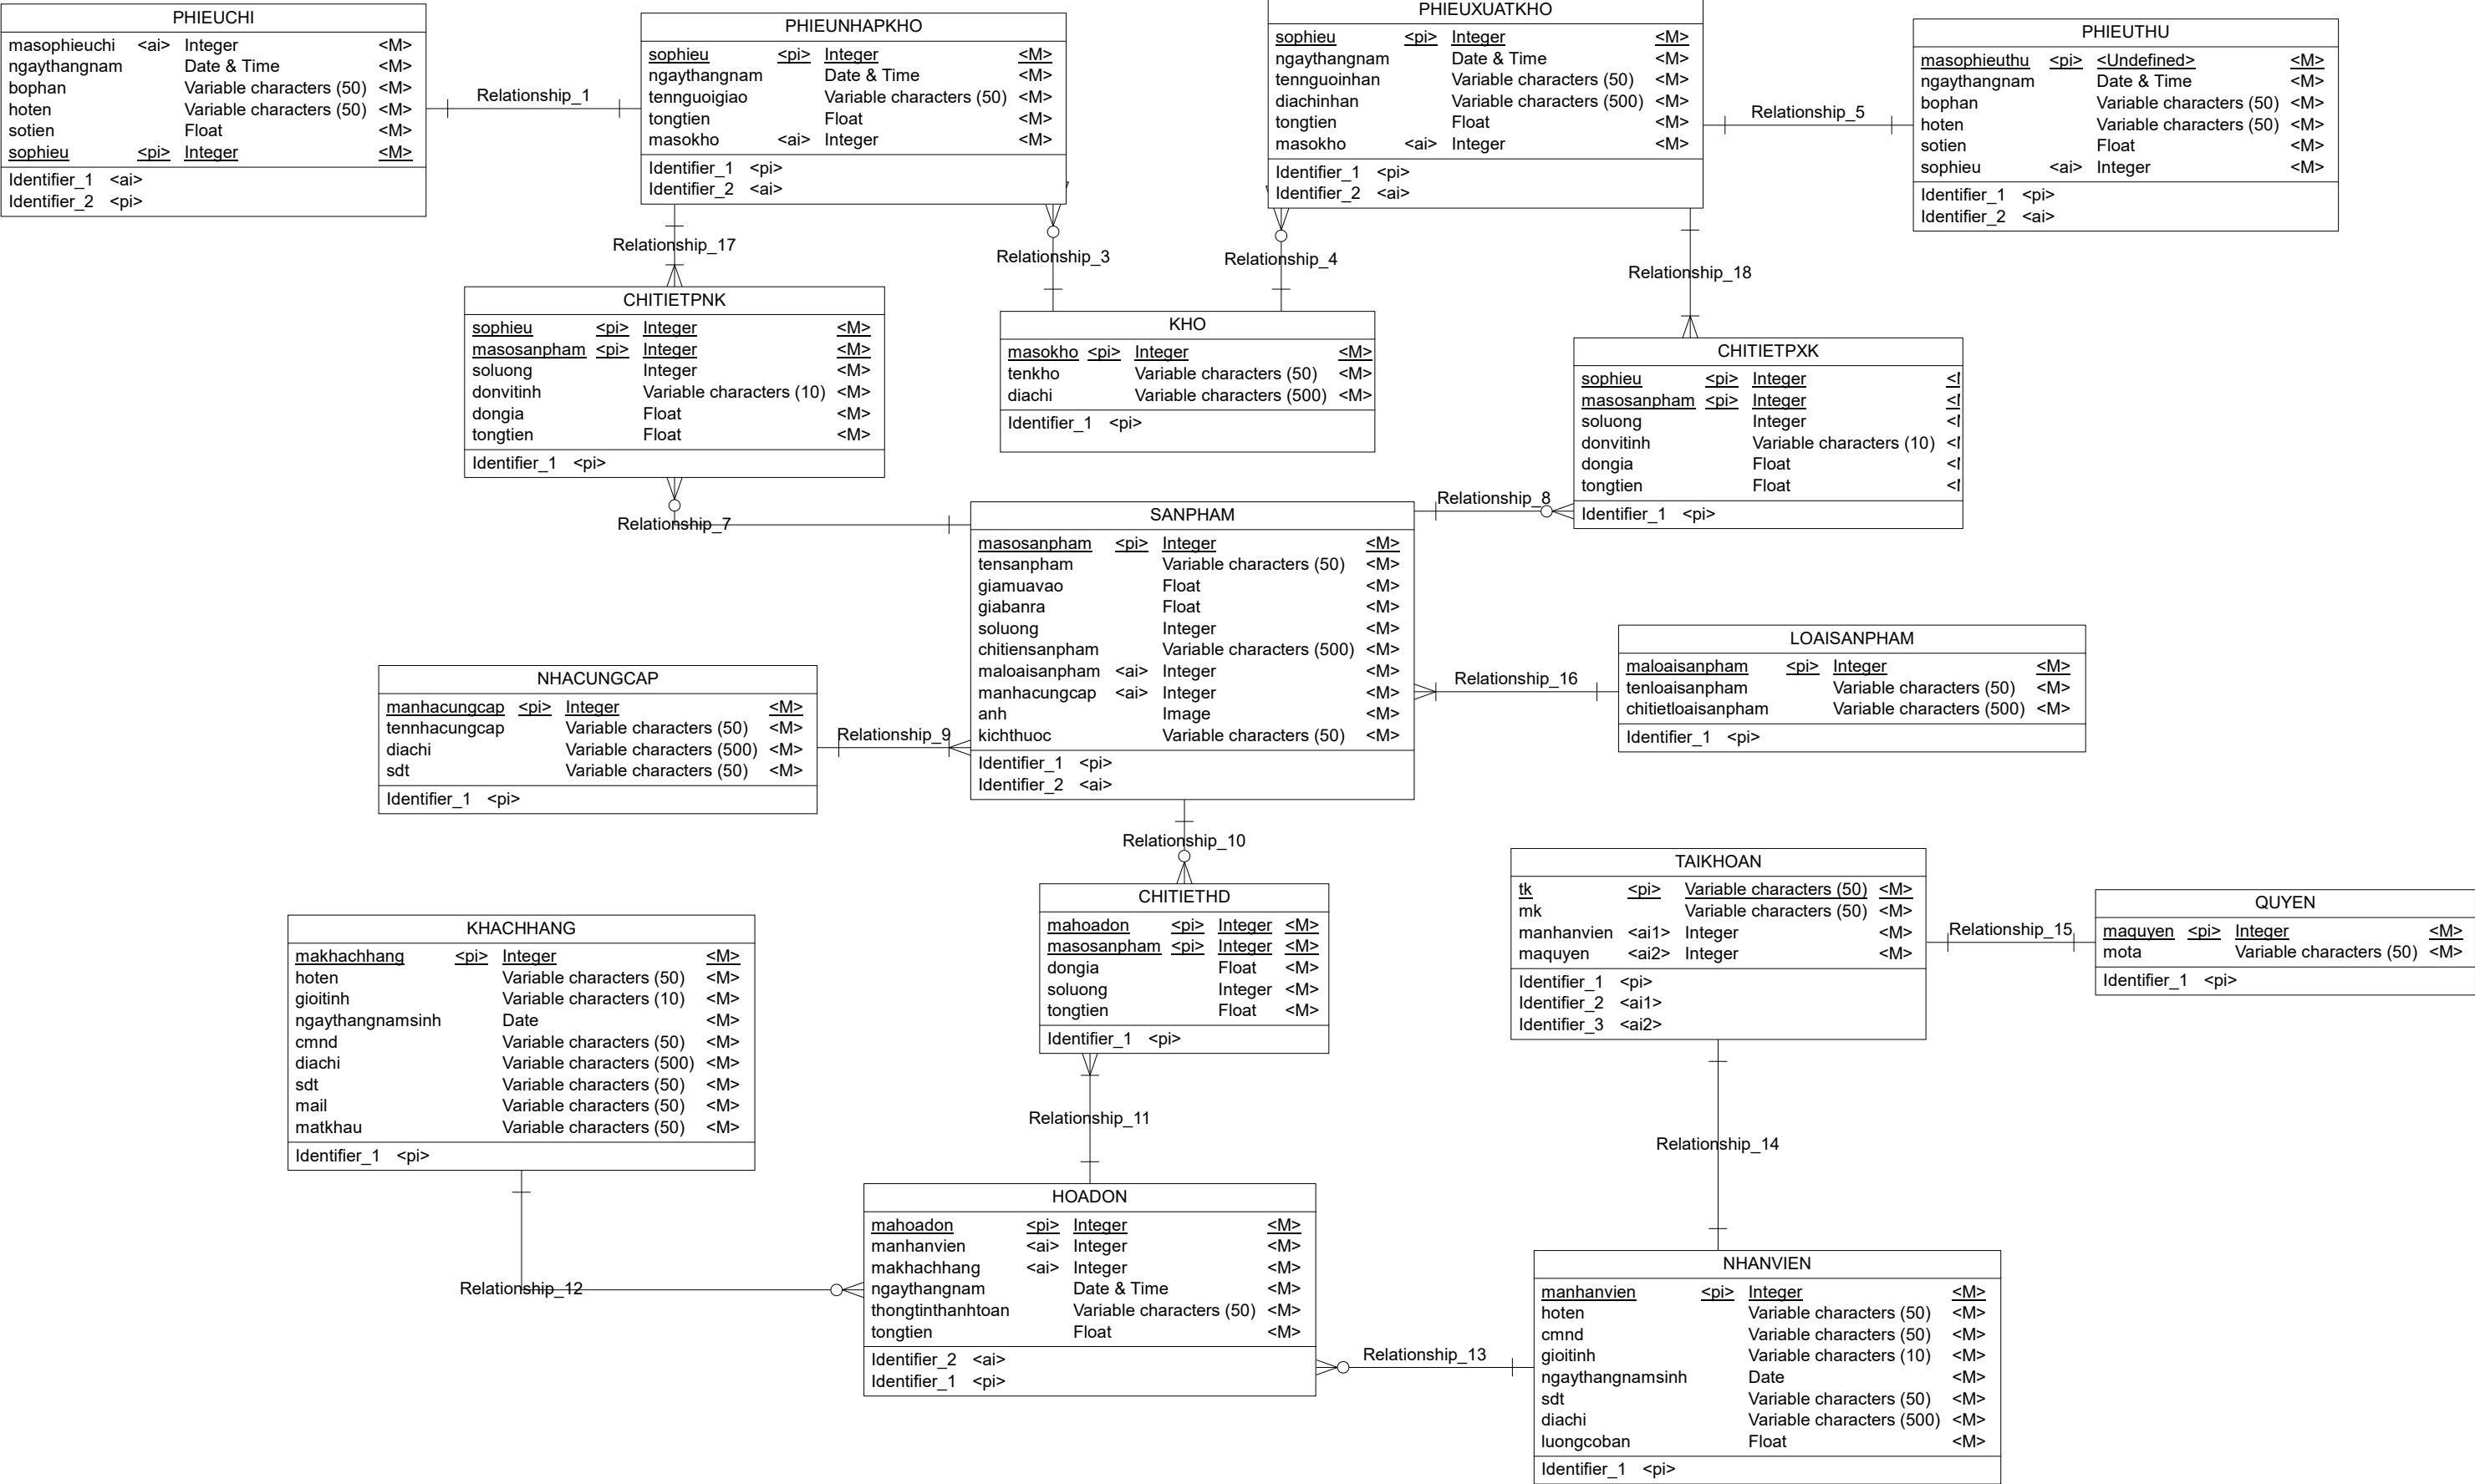 PHIEUCHI
masophieuchi <ai> Integer <M>
ngaythangnam Date & Time <M>
bophan Variable characters (50) <M>
hoten Variable characters (50) <M>
sotien Float <M>
sophieu <pi> Integer <M>
Identifier_1 <ai>
Identifier_2 <pi>
Relationship_1
PHIEUNHAPKHO
sophieu <pi> Integer <M>
ngaythangnam Date & Time <M>
tennguoigiao Variable characters (50) <M>
tongtien Float <M>
masokho <ai> Integer <M>
Identifier_1 <pi>
Identifier_2 <ai>
PHIEUXUATKHO
sophieu <pi> Integer <M>
ngaythangnam Date & Time <M>
tennguoinhan Variable characters (50) <M>
diachinhan Variable characters (500) <M>
tongtien Float <M>
masokho <ai> Integer <M>
Identifier_1 <pi>
Identifier_2 <ai>
Relationship_5
PHIEUTHU
masophieuthu <pi> <Undefined> <M>
ngaythangnam Date & Time <M>
bophan Variable characters (50) <M>
hoten Variable characters (50) <M>
sotien Float <M>
sophieu <ai> Integer <M>
Identifier_1 <pi>
Identifier_2 <ai>
Relationship_17
Relationship_3
Relationship_4
Relationship_18
CHITIETPNK
sophieu <pi> Integer <M>
masosanpham <pi> Integer <M>
soluong Integer <M>
donvitinh Variable characters (10) <M>
dongia Float <M>
tongtien Float <M>
Identifier_1 <pi>
KHO
masokho <pi> Integer <M>
tenkho Variable characters (50) <M>
diachi Variable characters (500) <M>
Identifier_1 <pi>
CHITIETPXK
sophieu <pi> Integer
masosanpham <pi> Integer
soluong Integer
donvitinh Variable characters (10)
dongia Float
tongtien Float
Identifier_1 <pi>
Relationship_7
Relationship_8
SANPHAM
masosanpham <pi> Integer <M>
tensanpham Variable characters (50) <M>
giamuavao Float <M>
giabanra Float <M>
soluong Integer <M>
chitiensanpham Variable characters (500) <M>
maloaisanpham <ai> Integer <M>
manhacungcap <ai> Integer <M>
anh Image <M>
kichthuoc Variable characters (50) <M>
Identifier_1 <pi>
Identifier_2 <ai>
Relationship_16
LOAISANPHAM
maloaisanpham <pi> Integer <M>
tenloaisanpham Variable characters (50) <M>
chitietloaisanpham Variable characters (500) <M>
Identifier_1 <pi>
NHACUNGCAP
manhacungcap <pi> Integer <M>
tennhacungcap Variable characters (50) <M>
diachi Variable characters (500) <M>
sdt Variable characters (50) <M>
Identifier_1 <pi>
Relationship_9
Relationship_10
CHITIETHD
mahoadon <pi> Integer <M>
masosanpham <pi> Integer <M>
dongia Float <M>
soluong Integer <M>
tongtien Float <M>
Identifier_1 <pi>
TAIKHOAN
tk <pi> Variable characters (50) <M>
mk Variable characters (50) <M>
manhanvien <ai1> Integer <M>
maquyen <ai2> Integer <M>
Identifier_1 <pi>
Identifier_2 <ai1>
Identifier_3 <ai2>
Relationship_15
QUYEN
maquyen <pi> Integer <M>
mota Variable characters (50) <M>
Identifier_1 <pi>
KHACHHANG
makhachhang <pi> Integer <M>
hoten Variable characters (50) <M>
gioitinh Variable characters (10) <M>
ngaythangnamsinh Date <M>
cmnd Variable characters (50) <M>
diachi Variable characters (500) <M>
sdt Variable characters (50) <M>
mail Variable characters (50) <M>
matkhau Variable characters (50) <M>
Identifier_1 <pi>
Relationship_11
Relationship_14
Relationship_12
HOADON
mahoadon <pi> Integer <M>
manhanvien <ai> Integer <M>
makhachhang <ai> Integer <M>
ngaythangnam Date & Time <M>
thongtinthanhtoan Variable characters (50) <M>
tongtien Float <M>
Identifier_2 <ai>
Identifier_1 <pi>
Relationship_13
NHANVIEN
manhanvien <pi> Integer <M>
hoten Variable characters (50) <M>
cmnd Variable characters (50) <M>
gioitinh Variable characters (10) <M>
ngaythangnamsinh Date <M>
sdt Variable characters (50) <M>
diachi Variable characters (500) <M>
luongcoban Float <M>
Identifier_1 <pi>